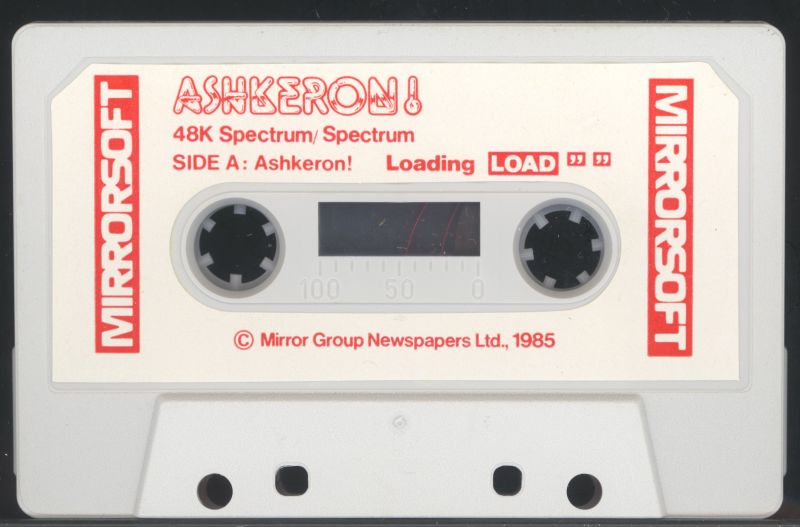 MIRRORSOFT
ASHKERON!
48K Spectrum/Spectrum
SIDE A: Ashkeron! Loading LOAD " "
MIRRORSOFT
100 50 0
© Mirror Group Newspapers Ltd., 1985